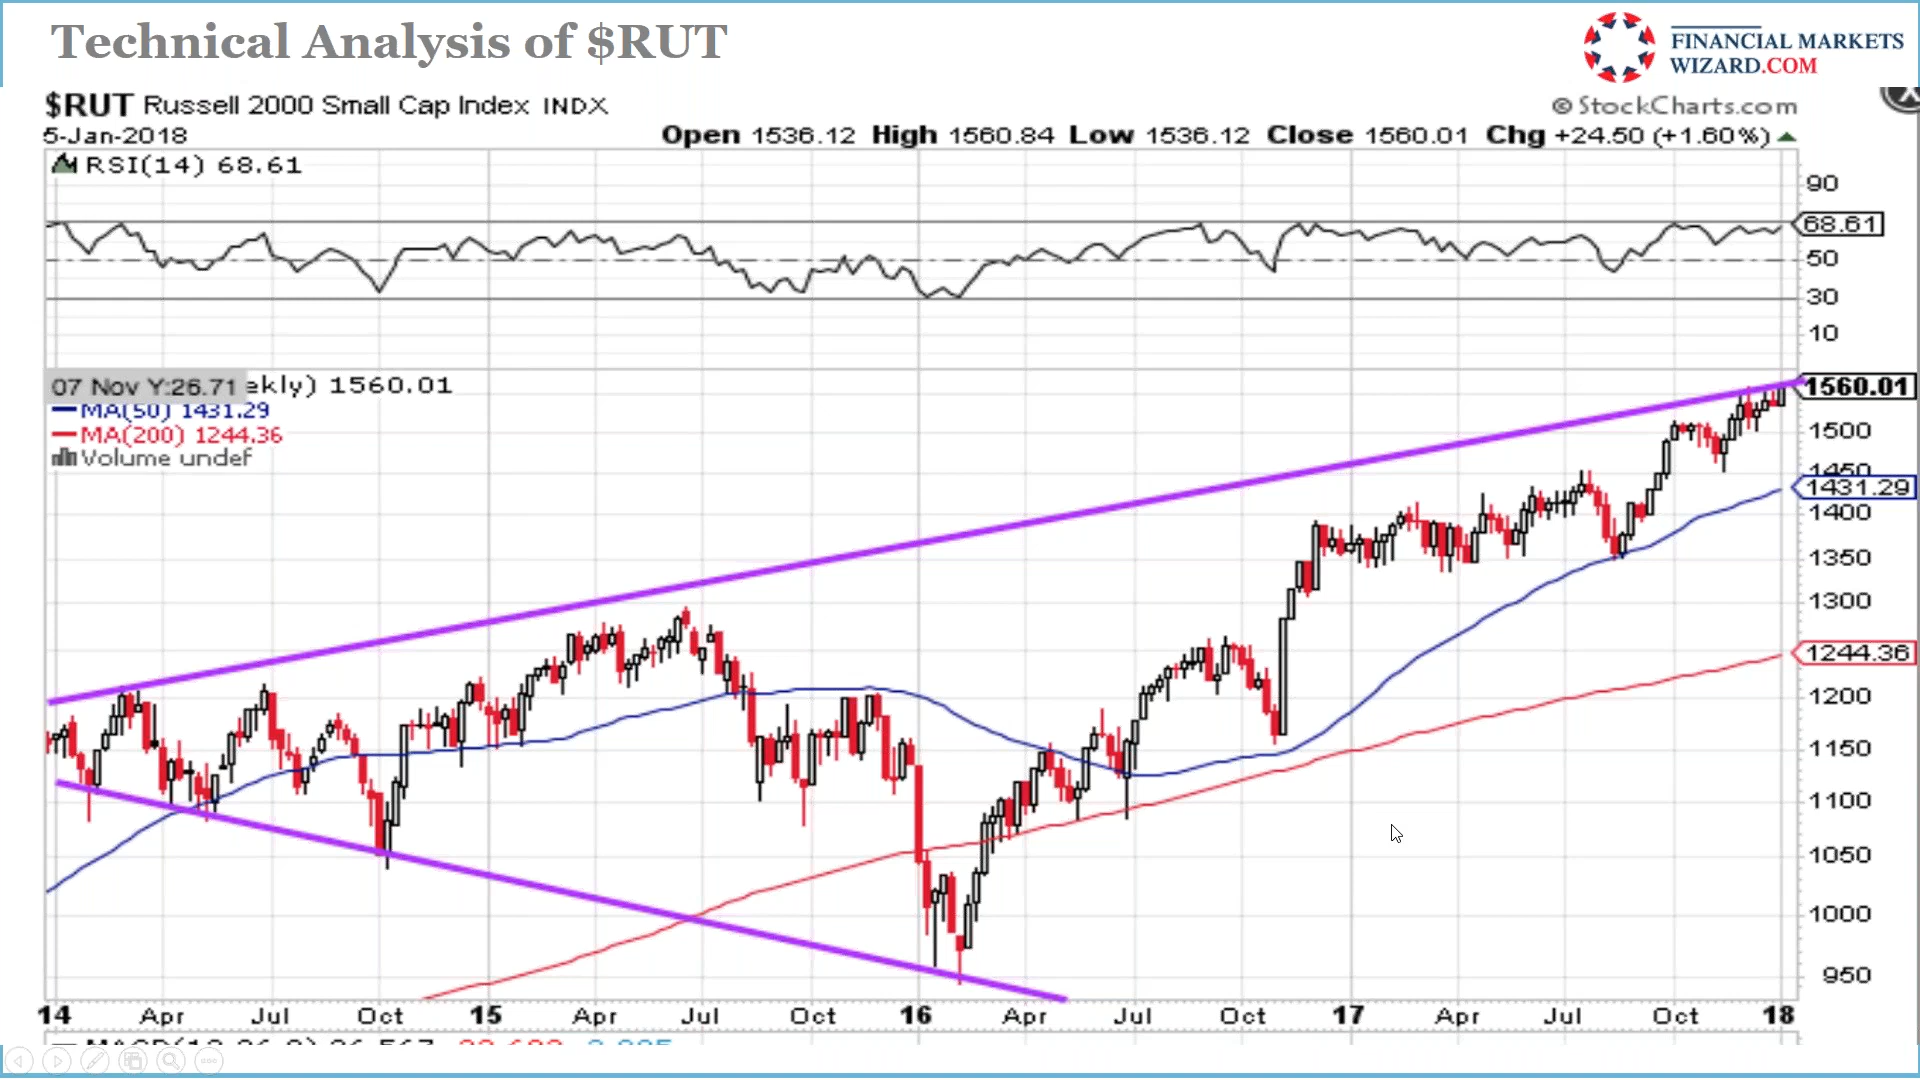 Technical Analysis of $RUT
FINANCIAL MARKETS
WIZARD.COM
$RUT Russell 2000 Small Cap Index INDX
© StockCharts.com
5-Jan-2018
Open 1536.12 High 1560.84 Low 1536.12 Close 1560.01 Chg +24.50 (+1.60%)
RSI(14) 68.61
90
68.61
50
30
10
07 Nov Y:26.71 ekly) 1560.01
1560.01
MA(50) 1431.29
MA(200) 1244.36
Volume undef
1500
1450
1431.29
1400
1350
1300
1244.36
1200
1150
1100
1050
1000
950
14 Apr Jul Oct 15 Apr Jul Oct 16 Apr Jul Oct 17 Apr Jul Oct 18